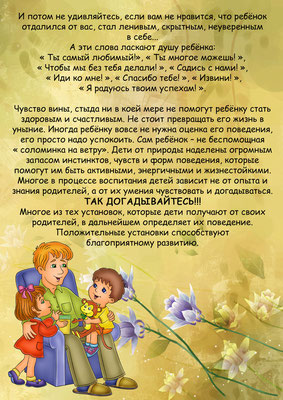 И потом не удивляйтесь, если вам не нравится, что ребёнок
отдалился от вас, стал ленивым, скрытным, неуверенным
в себе...
А эти слова ласкают душу ребёнка:
« Ты самый любимый!», « Ты многое можешь! »,
« Чтобы мы без тебя делали! », « Садись с нами! »,
« Иди ко мне! », « Спасибо тебе! », « Извини! »,
« Я радуюсь твоим успехам! ».
Чувство вины, стыда ни в коей мере не помогут ребёнку стать
здоровым и счастливым. Не стоит превращать его жизнь в
уныние. Иногда ребёнку вовсе не нужна оценка его поведения,
его просто надо успокоить. Сам ребёнок – не беспомощная
« соломинка на ветру». Дети от природы наделены огромным
запасом инстинктов, чувств и форм поведения, которые
помогут им быть активными, энергичными и жизнестойкими.
Многое в процессе воспитания детей зависит не от опыта и
знания родителей, а от их умения чувствовать и догадываться.
ТАК ДОГАДЫВАЙТЕСЬ!!!
Многое из тех установок, которые дети получают от своих
родителей, в дальнейшем определяет их поведение.
Положительные установки способствуют
благоприятному развитию.